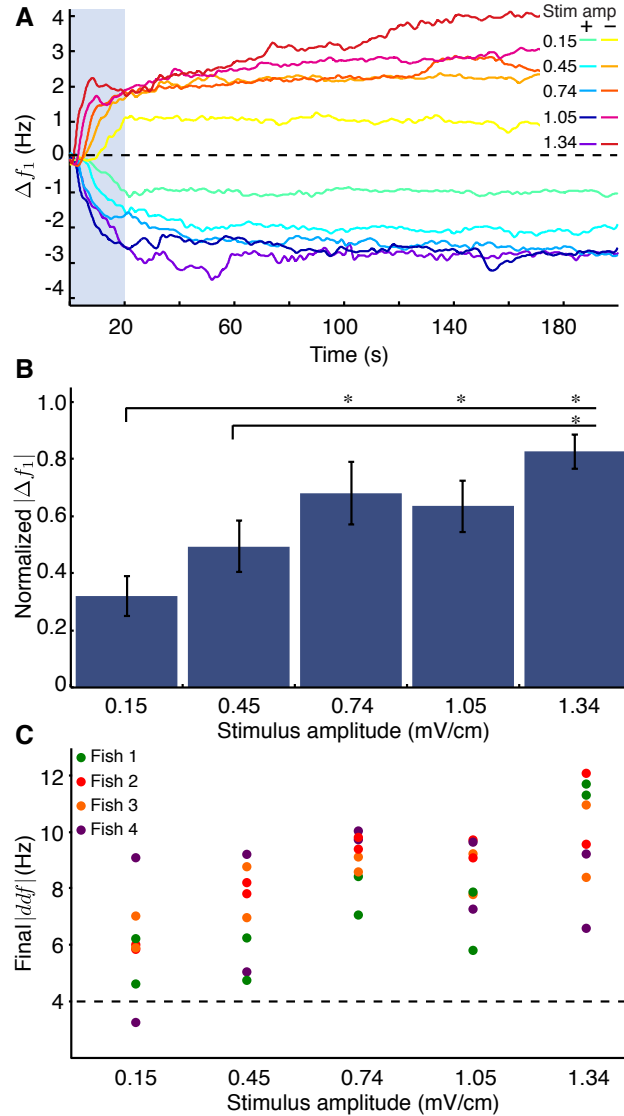 A
Stim amp
+ −
0.15
0.45
0.74
1.05
1.34
4
3
2
1
0
-1
-2
-3
-4
Δf₁ (Hz)
20 60 100 140 180
Time (s)
B
1.0
0.8
0.6
0.4
0.2
0
Normalized |Δf₁|
* * *
*
0.15 0.45 0.74 1.05 1.34
Stimulus amplitude (mV/cm)
C
Fish 1
Fish 2
Fish 3
Fish 4
12
10
8
6
4
Final |ddf| (Hz)
0.15 0.45 0.74 1.05 1.34
Stimulus amplitude (mV/cm)